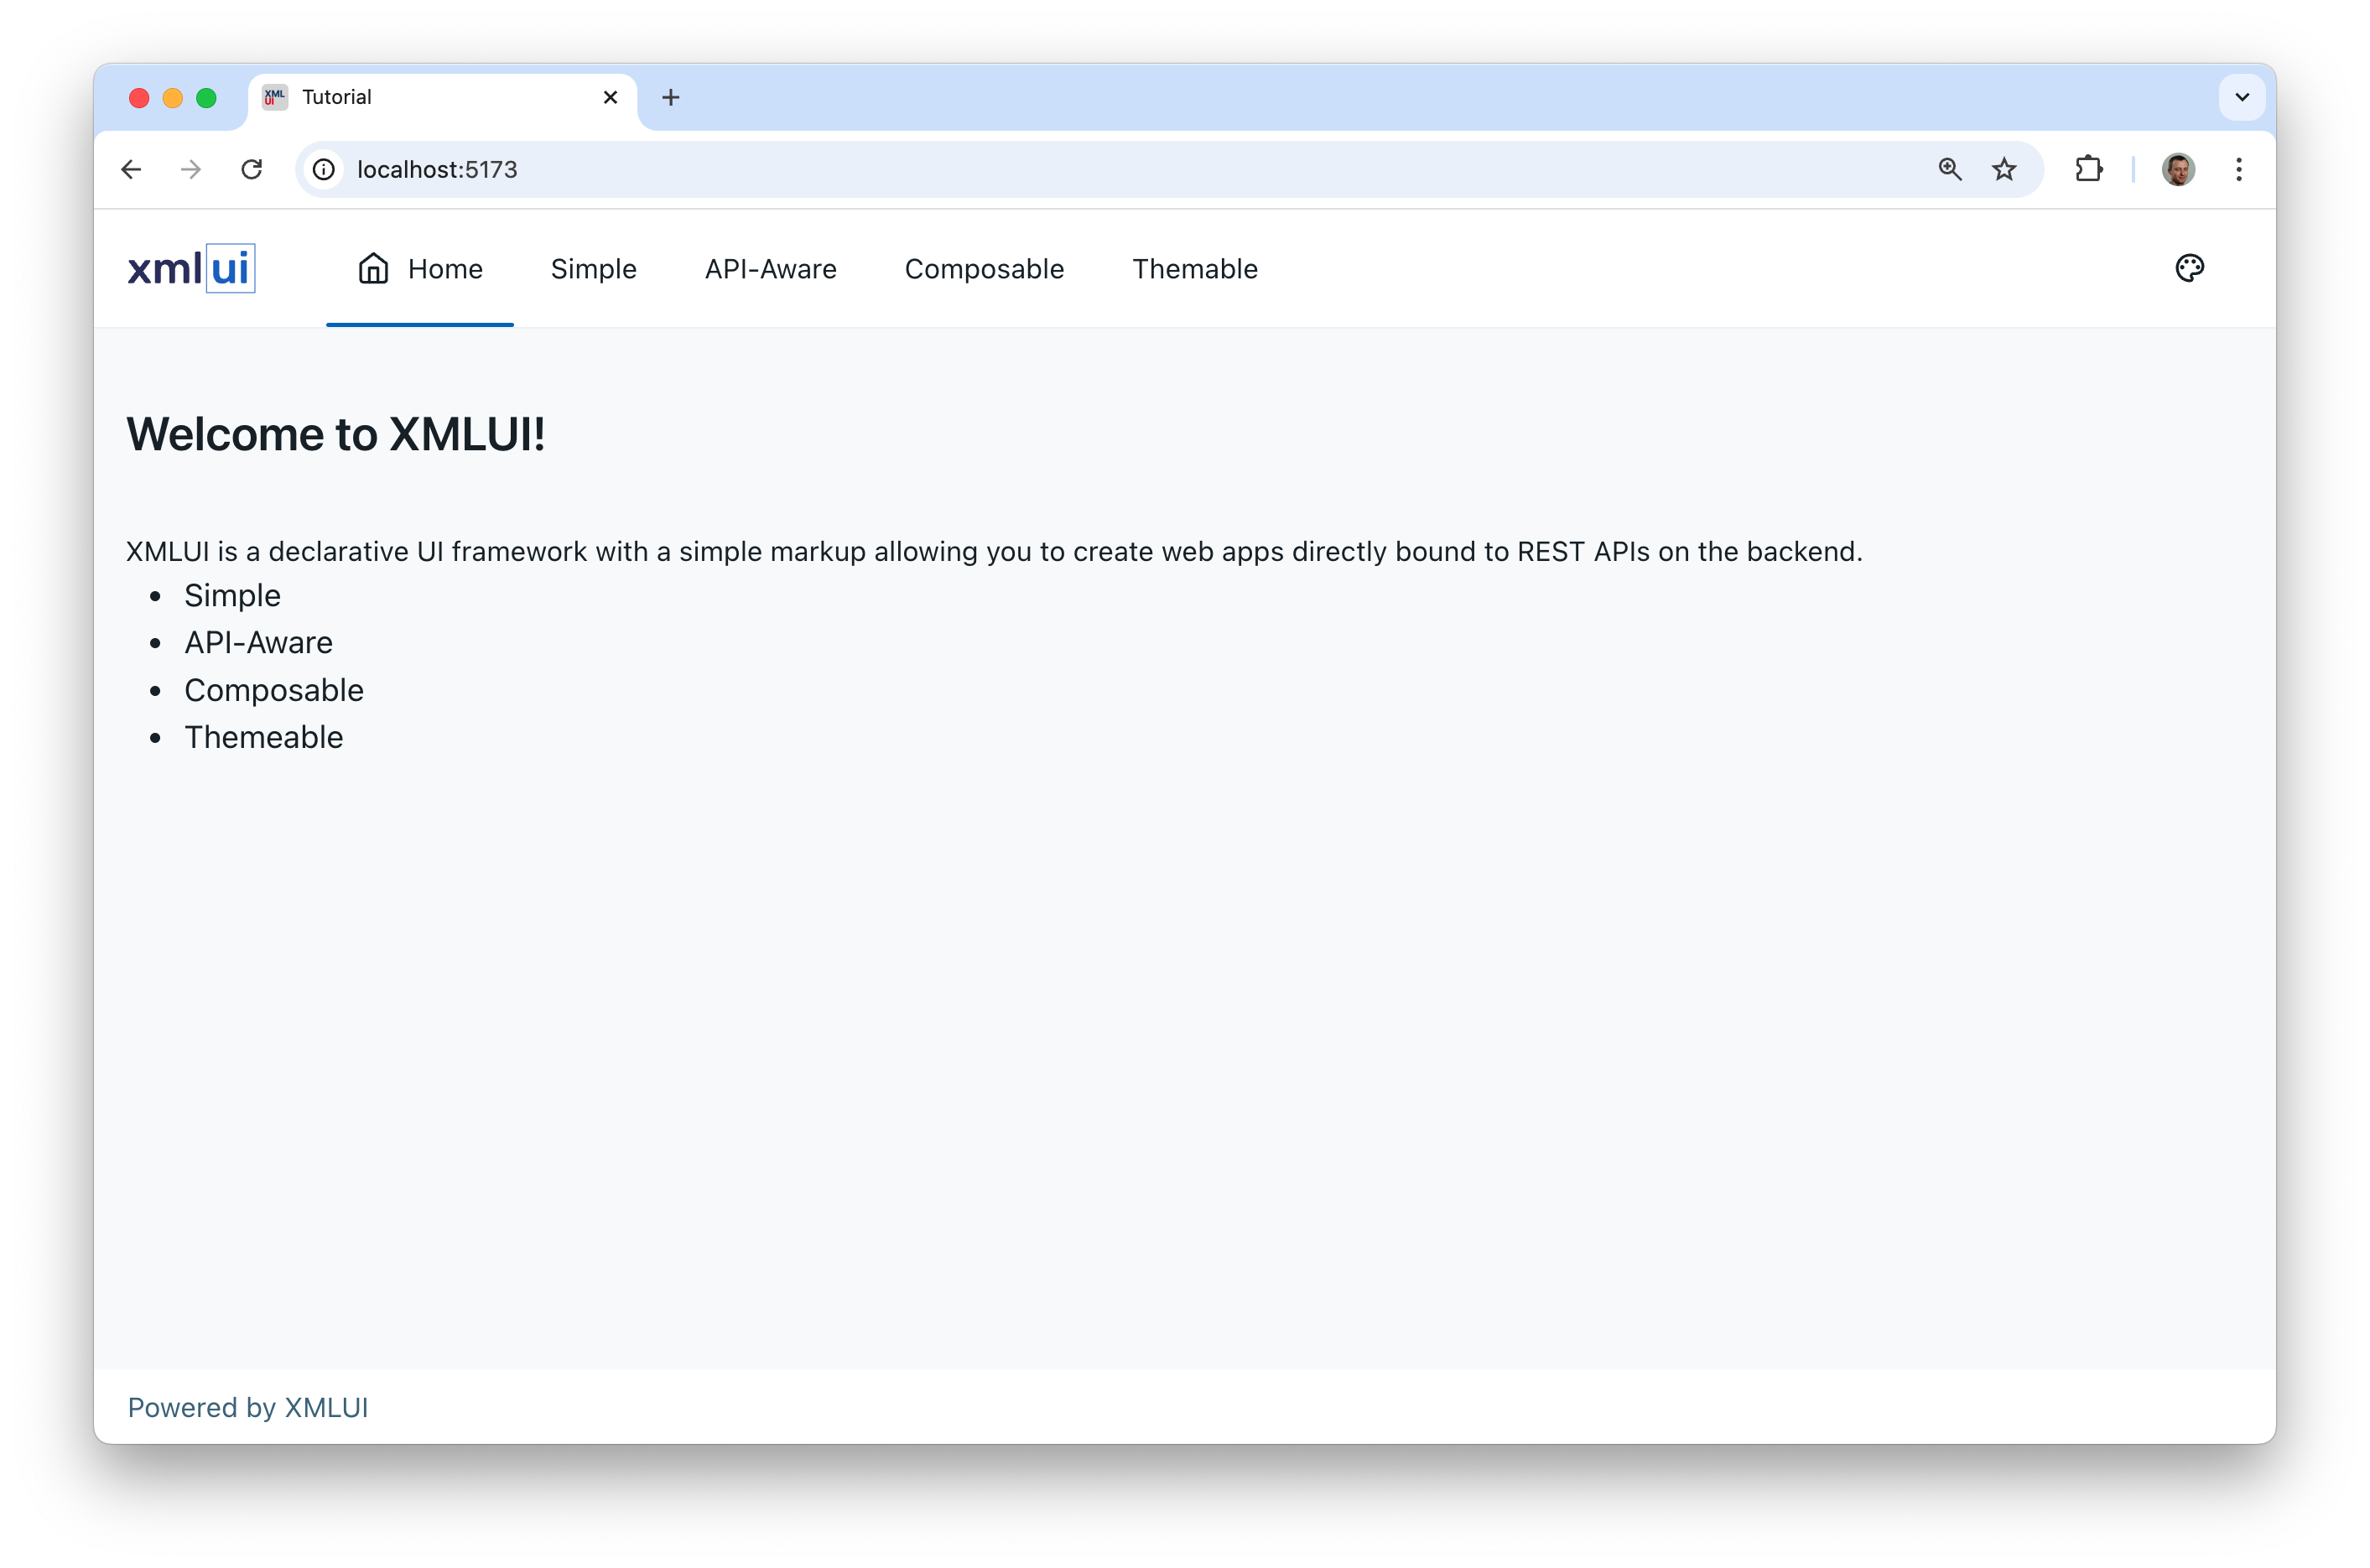 XML
UI
Tutorial
localhost:5173
xmlui
Home
Simple
API-Aware
Composable
Themable
Welcome to XMLUI!
XMLUI is a declarative UI framework with a simple markup allowing you to create web apps directly bound to REST APIs on the backend.
Simple
API-Aware
Composable
Themeable
Powered by XMLUI